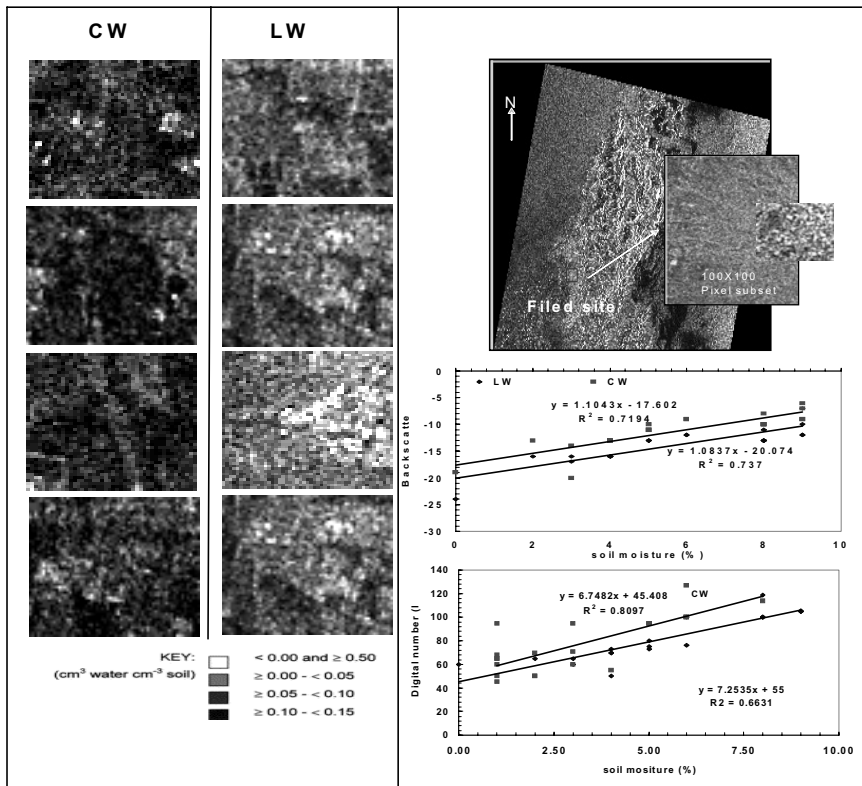 CW
LW
KEY:
(cm³ water cm⁻³ soil)
< 0.00 and ≥ 0.50
≥ 0.00 - < 0.05
≥ 0.05 - < 0.10
≥ 0.10 - < 0.15
N
100X100
Pixel subset
Filed site
0
-5
-10
-15
-20
-25
-30
LW
CW
y = 1.1043x - 17.602
R² = 0.7194
y = 1.0837x - 20.074
R² = 0.737
Backscatte
0
2
4
6
8
10
soil moisture (%)
140
120
100
80
60
40
20
0
y = 6.7482x + 45.408
R² = 0.8097
CW
y = 7.2535x + 55
R2 = 0.6631
Digital number (I
0.00
2.50
5.00
7.50
10.00
soil mositure (%)